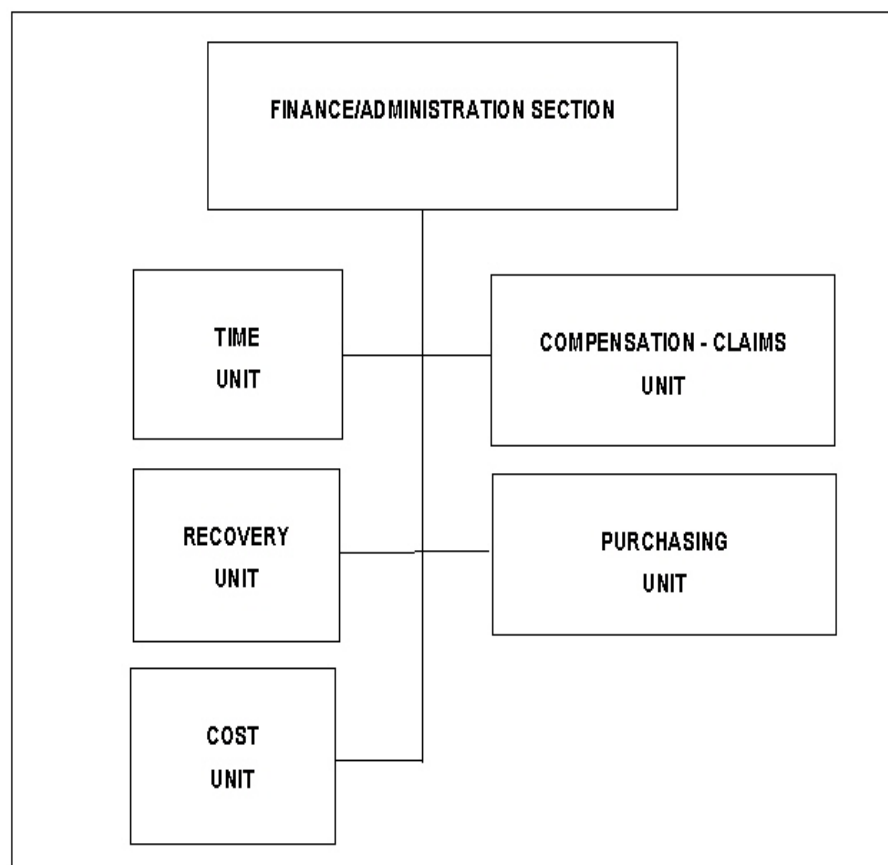 FINANCE/ADMINISTRATION SECTION
TIME
UNIT
COMPENSATION - CLAIMS
UNIT
RECOVERY
UNIT
PURCHASING
UNIT
COST
UNIT